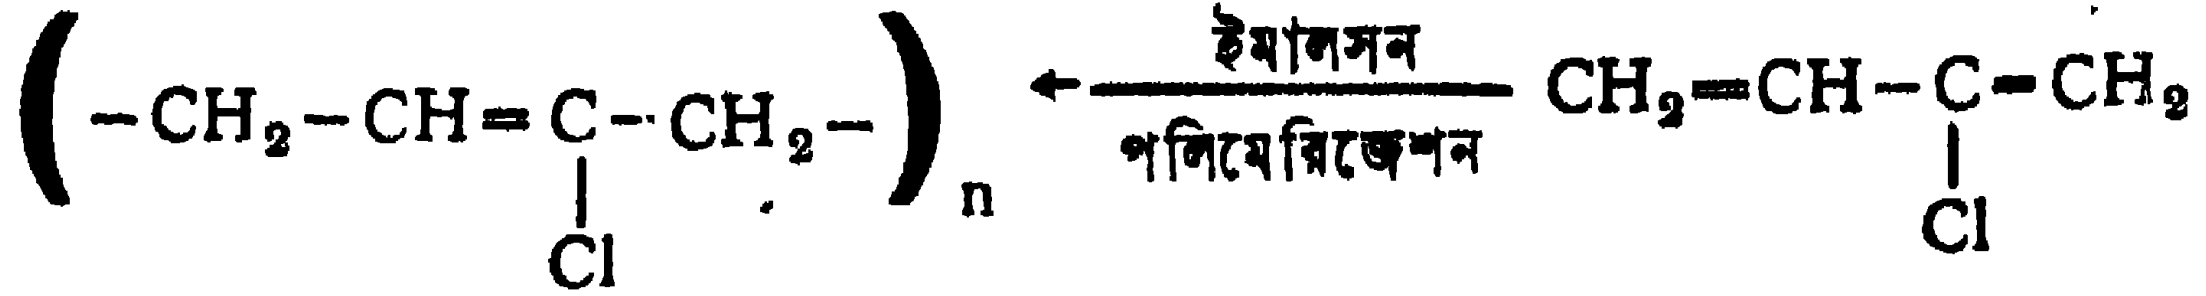 ইমালসন
(-CH₂-CH=C-CH₂-)n ← CH₂=CH-C=CH₂
পলিমেরিজেশন
Cl Cl